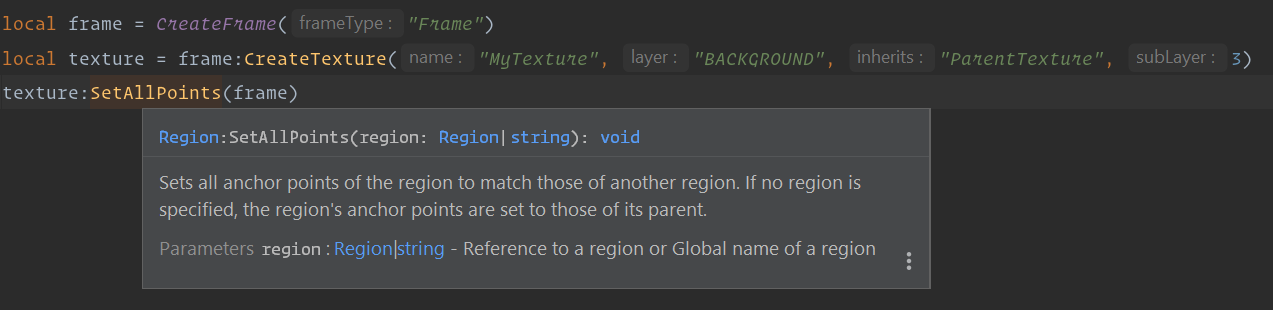 local frame = CreateFrame( frameType: "Frame")
local texture = frame:CreateTexture( name: "MyTexture", layer: "BACKGROUND", inherits: "ParentTexture", subLayer: 3)
texture:SetAllPoints(frame)
Region:SetAllPoints(region: Region|string): void
Sets all anchor points of the region to match those of another region. If no region is
specified, the region's anchor points are set to those of its parent.
Parameters region:Region|string - Reference to a region or Global name of a region